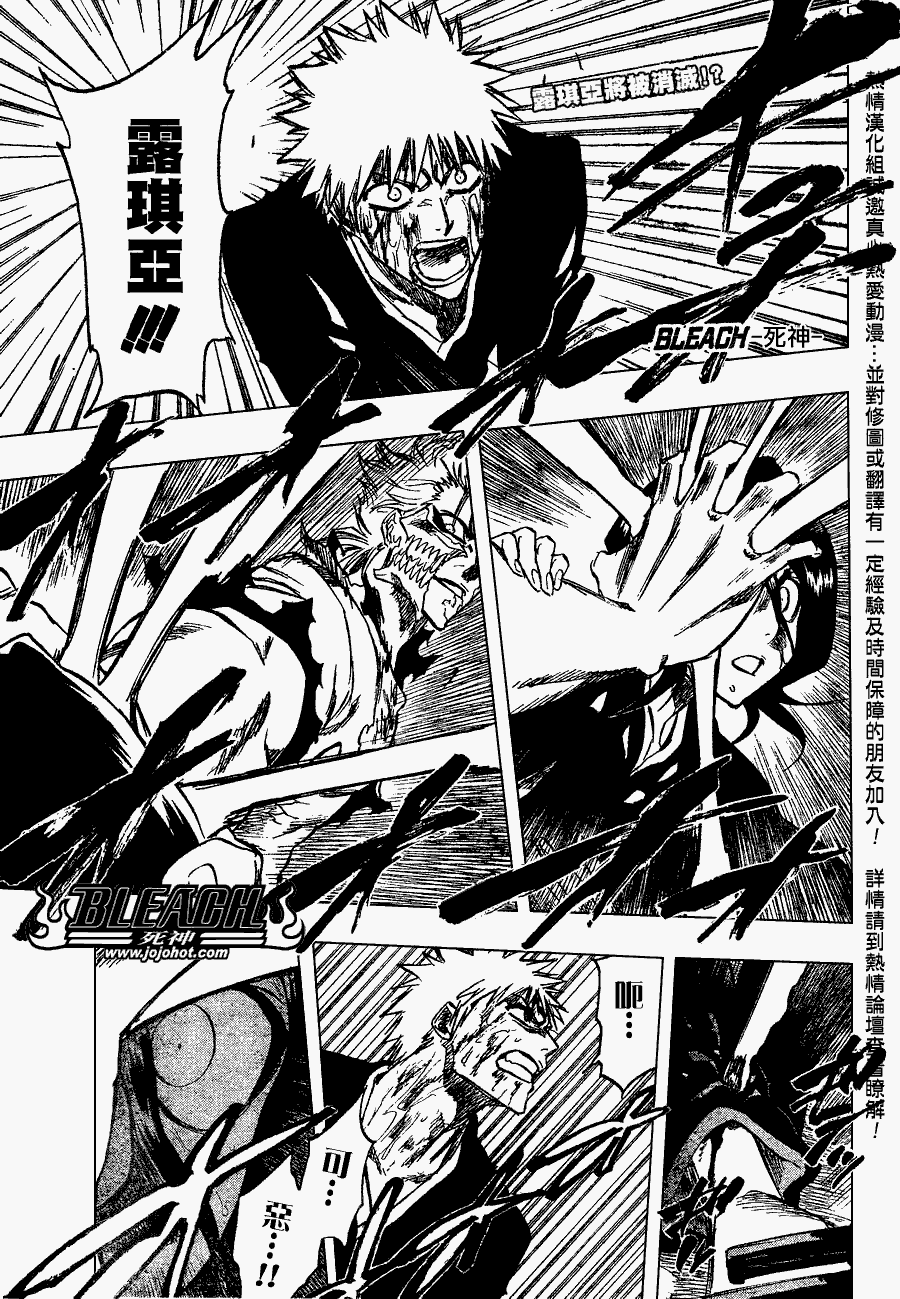 露琪亞將被消滅!?
露琪亞!!!
BLEACH -死神-
呃…
可…
惡…!!
BLEACH
死神
www.jojohot.com
熱情漢化組誠邀真心熱愛動漫…並對修圖或翻譯有一定經驗及時間保障的朋友加入! 詳情請到熱情論壇查看瞭解!